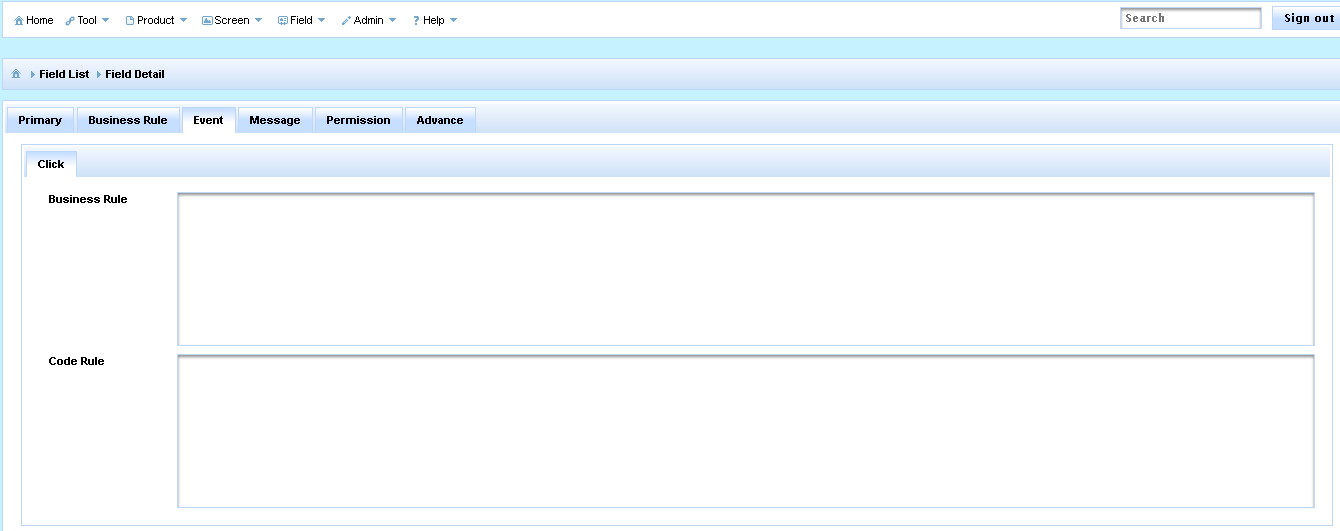 Home Tool Product Screen Field Admin Help Search Sign out
Field List Field Detail
Primary Business Rule Event Message Permission Advance
Click
Business Rule
Code Rule